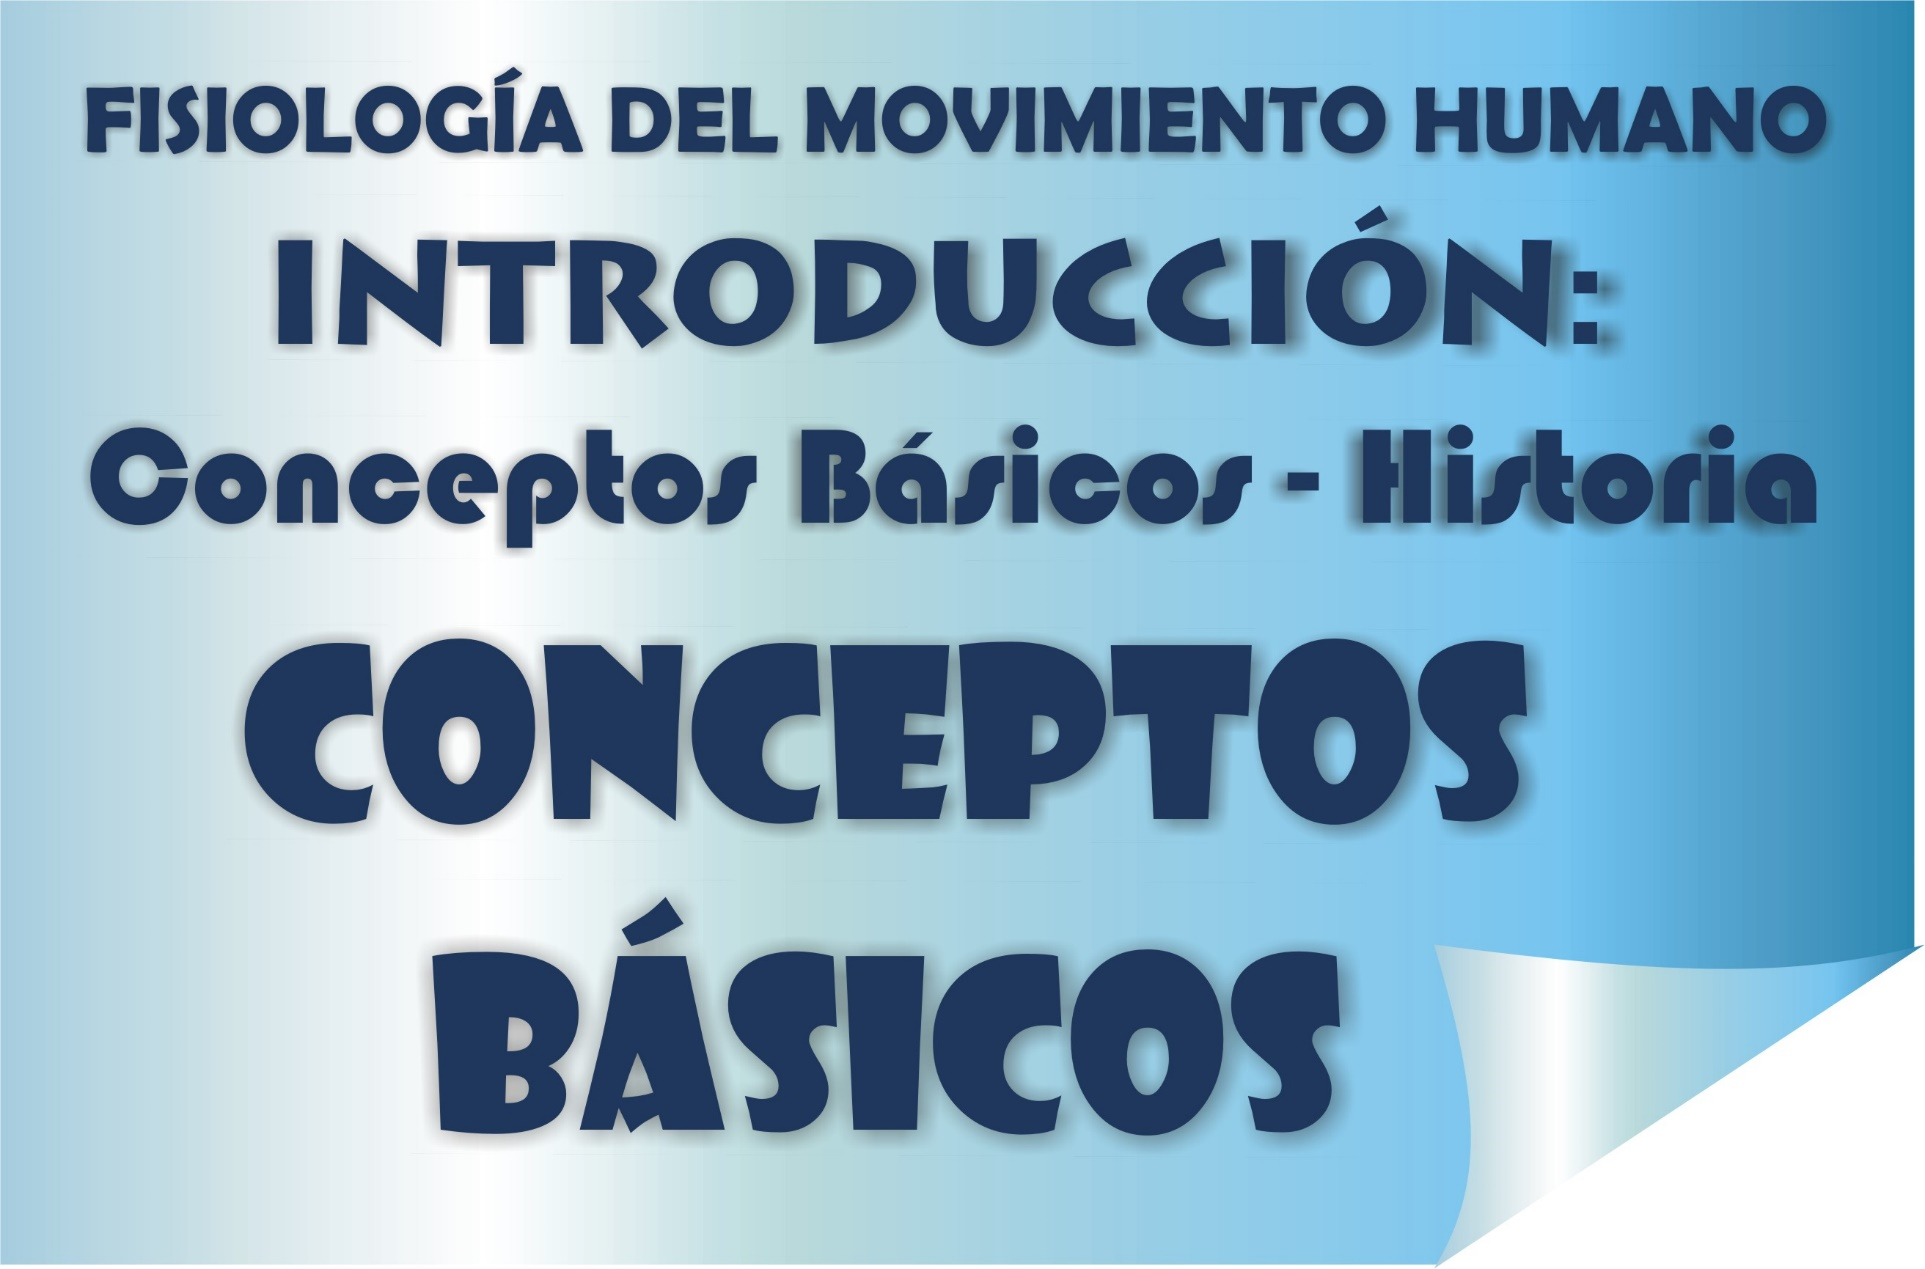 FISIOLOGÍA DEL MOVIMIENTO HUMANO
INTRODUCCIÓN:
Conceptos Básicos - Historia
CONCEPTOS
BÁSICOS